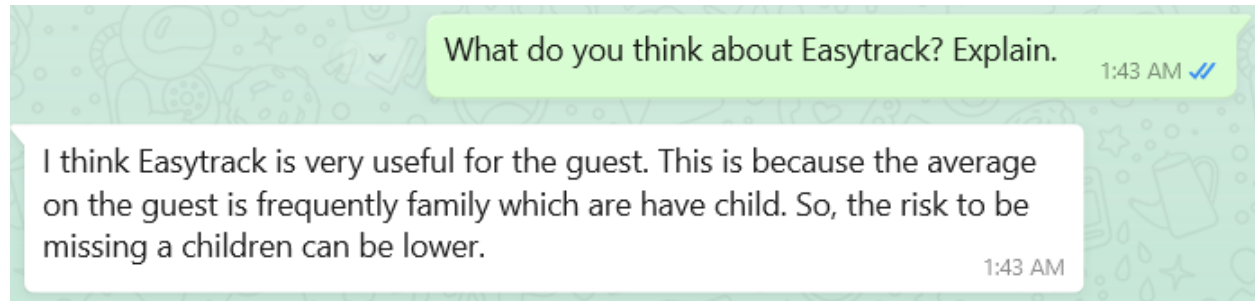 What do you think about Easytrack? Explain.
1:43 AM
I think Easytrack is very useful for the guest. This is because the average
on the guest is frequently family which are have child. So, the risk to be
missing a children can be lower.
1:43 AM